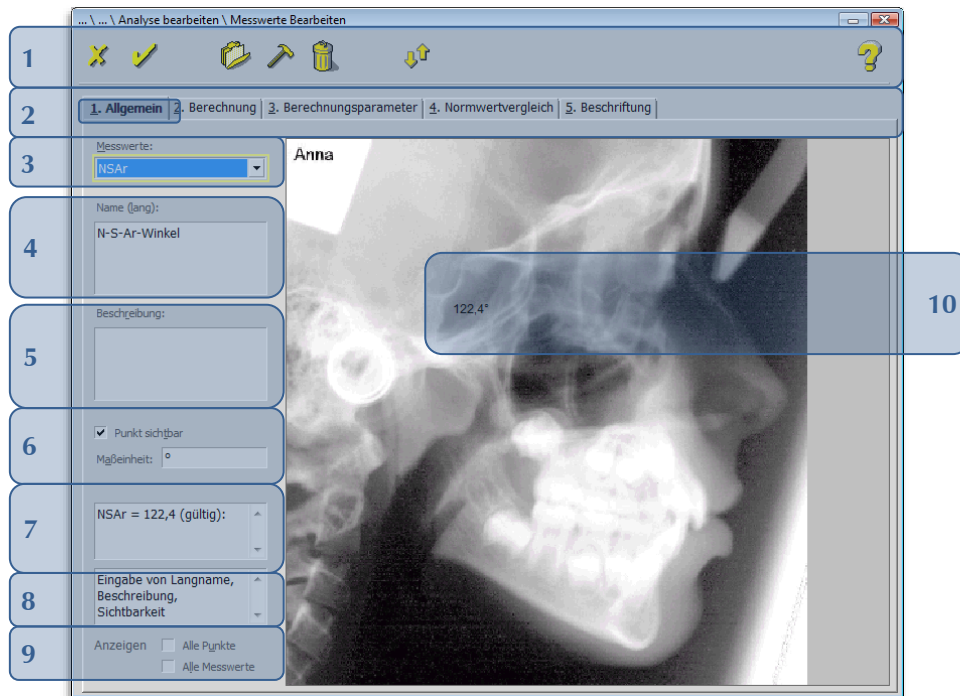 ... \ ... \ Analyse bearbeiten \ Messwerte Bearbeiten
1
2
1. Allgemein 2. Berechnung 3. Berechnungsparameter 4. Normwertvergleich 5. Beschriftung
3
Messwerte:
NSAr
Anna
4
Name (lang):
N-S-Ar-Winkel
122,4°
10
5
Beschreibung:
6
Punkt sichtbar
Maßeinheit: °
7
NSAr = 122,4 (gültig):
8
Eingabe von Langname,
Beschreibung,
Sichtbarkeit
9
Anzeigen Alle Punkte
Alle Messwerte